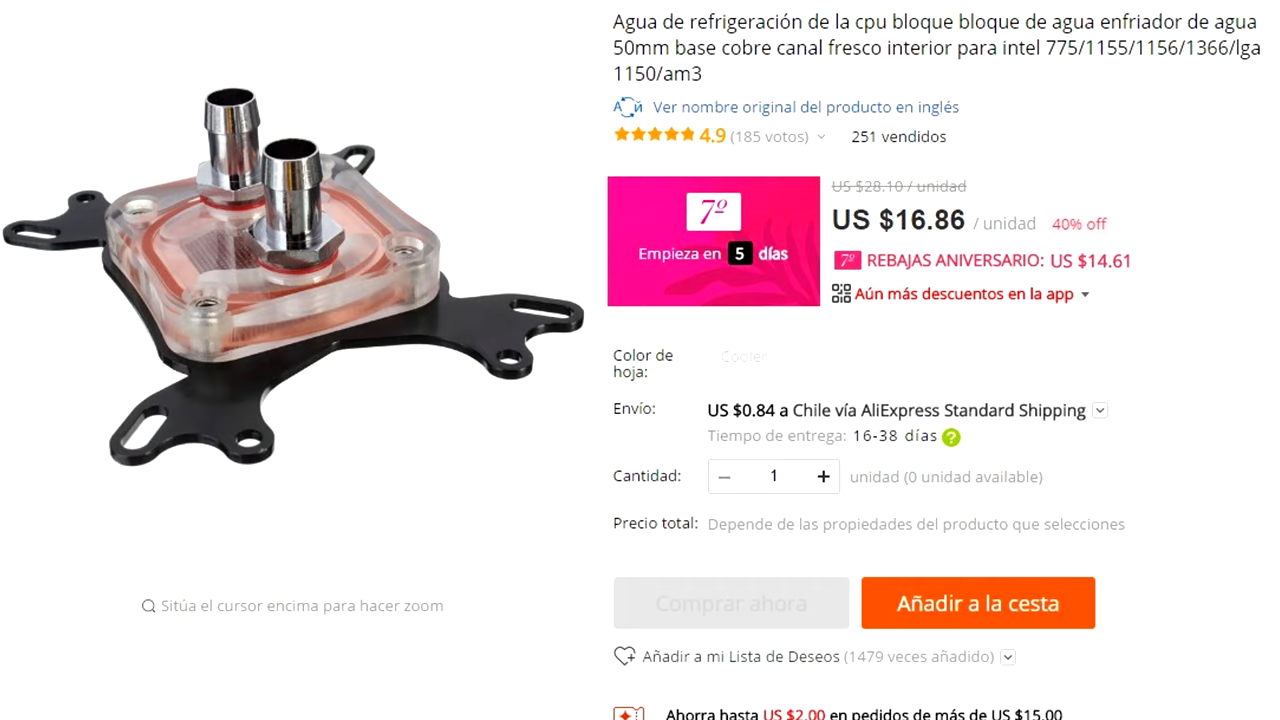 Agua de refrigeración de la cpu bloque bloque de agua enfriador de agua
50mm base cobre canal fresco interior para intel 775/1155/1156/1366/lga
1150/am3
Ver nombre original del producto en inglés
4.9 (185 votos) 251 vendidos
7º
Empieza en 5 días
US $28.10 / unidad
US $16.86 / unidad 40% off
7º REBAJAS ANIVERSARIO: US $14.61
Aún más descuentos en la app
Color de
hoja:
Cooler
Envío: US $0.84 a Chile vía AliExpress Standard Shipping
Tiempo de entrega: 16-38 días ?
Cantidad: − 1 + unidad (0 unidad available)
Precio total: Depende de las propiedades del producto que selecciones
Sitúa el cursor encima para hacer zoom
Comprar ahora Añadir a la cesta
Añadir a mi Lista de Deseos (1479 veces añadido)
Ahorra hasta US $2.00 en pedidos de más de US $15.00